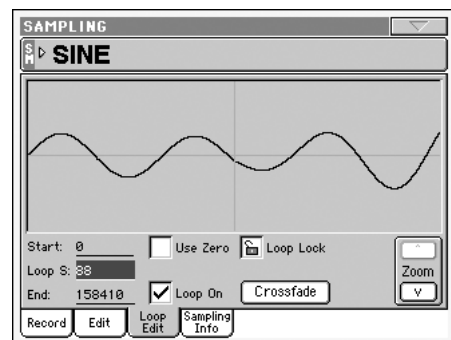 SAMPLING
SM SINE
Start: 0 Use Zero Loop Lock
Loop S: 88
End: 158410 Loop On Crossfade
Zoom
Record Edit Loop Edit Sampling Info